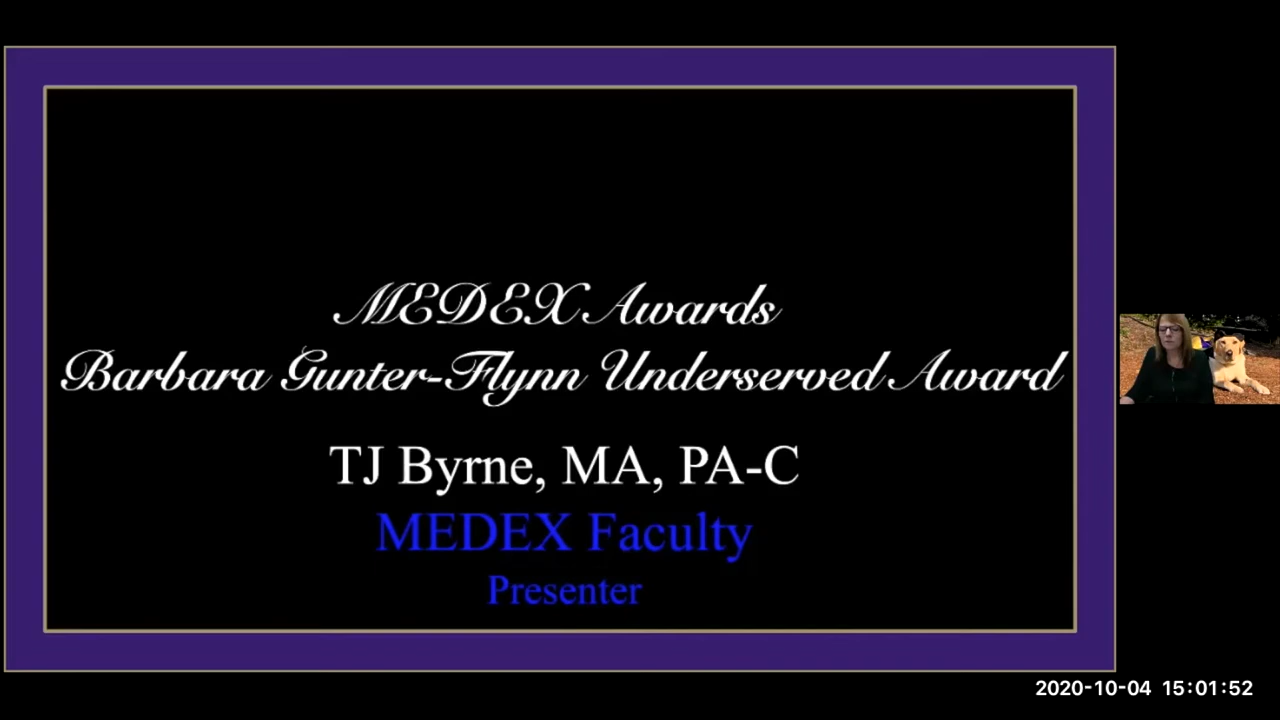 MEDEX Awards
Barbara Gunter-Flynn Underserved Award
TJ Byrne, MA, PA-C
MEDEX Faculty
Presenter
2020-10-04 15:01:52